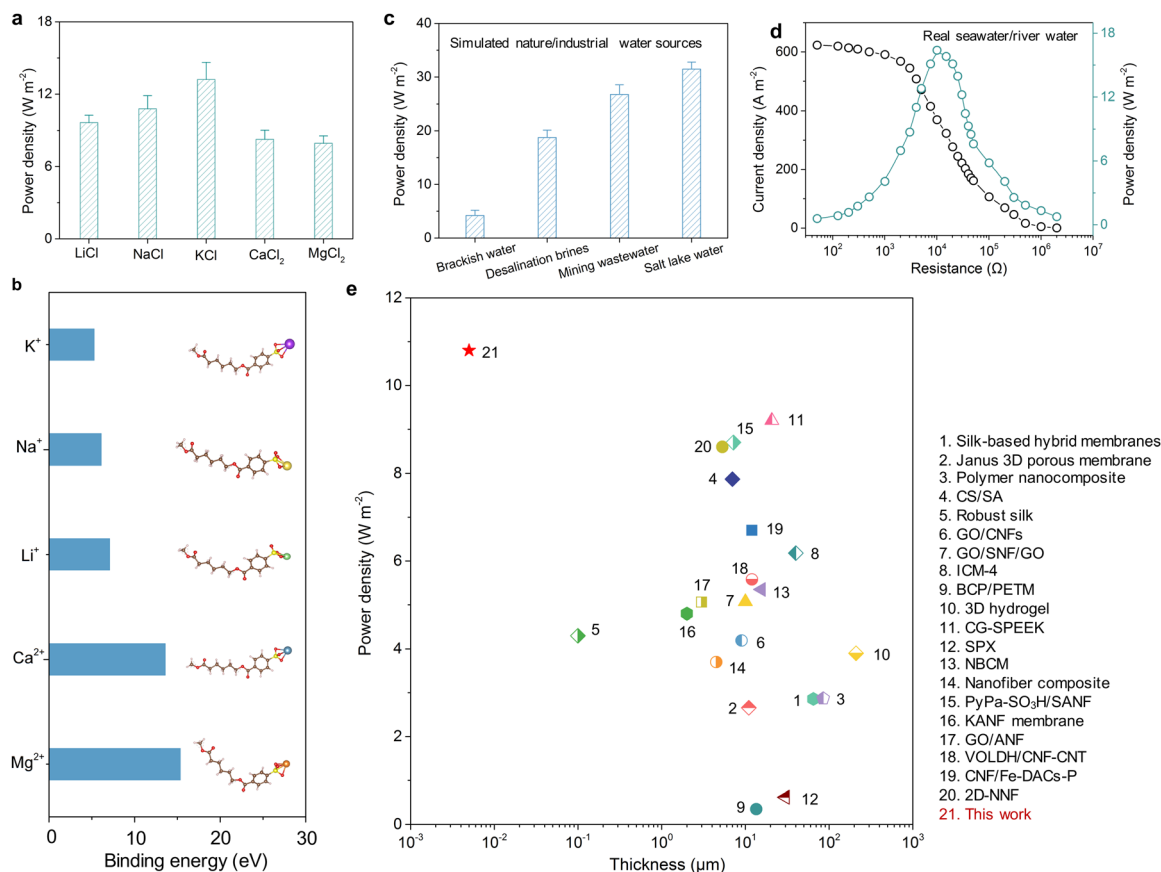 a
Power density (W m⁻²)
18
12
6
0
LiCl
NaCl
KCl
CaCl₂
MgCl₂
c
Simulated nature/industrial water sources
Power density (W m⁻²)
40
30
20
10
0
Brackish water
Desalination brines
Mining wastewater
Salt lake water
d
Real seawater/river water
Current density (A m⁻²)
600
400
200
0
Power density (W m⁻²)
18
12
6
0
10² 10³ 10⁴ 10⁵ 10⁶ 10⁷
Resistance (Ω)
b
K⁺
Na⁺
Li⁺
Ca²⁺
Mg²⁺
0 10 20 30
Binding energy (eV)
e
Power density (W m⁻²)
12
10
8
6
4
2
0
21
11
15
20
4
19
8
18
13
17
7
16
5
6
10
14
1
3
2
12
9
10⁻³ 10⁻² 10⁻¹ 10⁰ 10¹ 10² 10³
Thickness (μm)
1. Silk-based hybrid membranes
2. Janus 3D porous membrane
3. Polymer nanocomposite
4. CS/SA
5. Robust silk
6. GO/CNFs
7. GO/SNF/GO
8. ICM-4
9. BCP/PETM
10. 3D hydrogel
11. CG-SPEEK
12. SPX
13. NBCM
14. Nanofiber composite
15. PyPa-SO₃H/SANF
16. KANF membrane
17. GO/ANF
18. VOLDH/CNF-CNT
19. CNF/Fe-DACs-P
20. 2D-NNF
21. This work